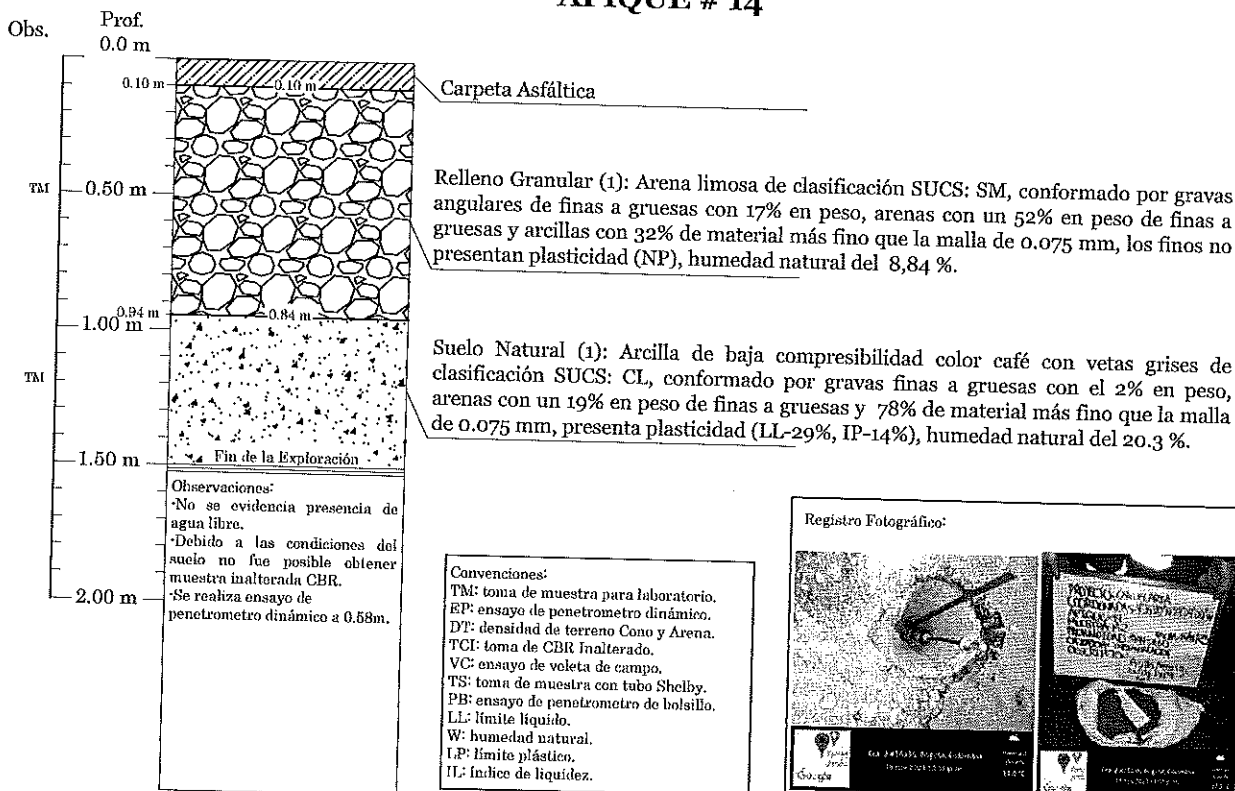 APIQUE # 14
Obs.
Prof.
0.0 m
0.10 m
0.10 m
Carpeta Asfáltica
TM
0.50 m
Relleno Granular (1): Arena limosa de clasificación SUCS: SM, conformado por gravas
angulares de finas a gruesas con 17% en peso, arenas con un 52% en peso de finas a
gruesas y arcillas con 32% de material más fino que la malla de 0.075 mm, los finos no
presentan plasticidad (NP), humedad natural del 8,84 %.
0.94 m
0.84 m
1.00 m
TM
Suelo Natural (1): Arcilla de baja compresibilidad color café con vetas grises de
clasificación SUCS: CL, conformado por gravas finas a gruesas con el 2% en peso,
arenas con un 19% en peso de finas a gruesas y 78% de material más fino que la malla
de 0.075 mm, presenta plasticidad (LL-29%, IP-14%), humedad natural del 20.3 %.
1.50 m
Fin de la Exploración
Observaciones:
·No se evidencia presencia de
agua libre.
·Debido a las condiciones del
suelo no fue posible obtener
muestra inalterada CBR.
·Se realiza ensayo de
penetrometro dinámico a 0.58m.
2.00 m
Convenciones:
TM: toma de muestra para laboratorio.
EP: ensayo de penetrometro dinámico.
DT: densidad de terreno Cono y Arena.
TCI: toma de CBR Inalterado.
VC: ensayo de veleta de campo.
TS: toma de muestra con tubo Shelby.
PB: ensayo de penetrometro de bolsillo.
LL: límite líquido.
W: humedad natural.
LP: límite plástico.
IL: índice de liquidez.
Registro Fotográfico:
Google
Google